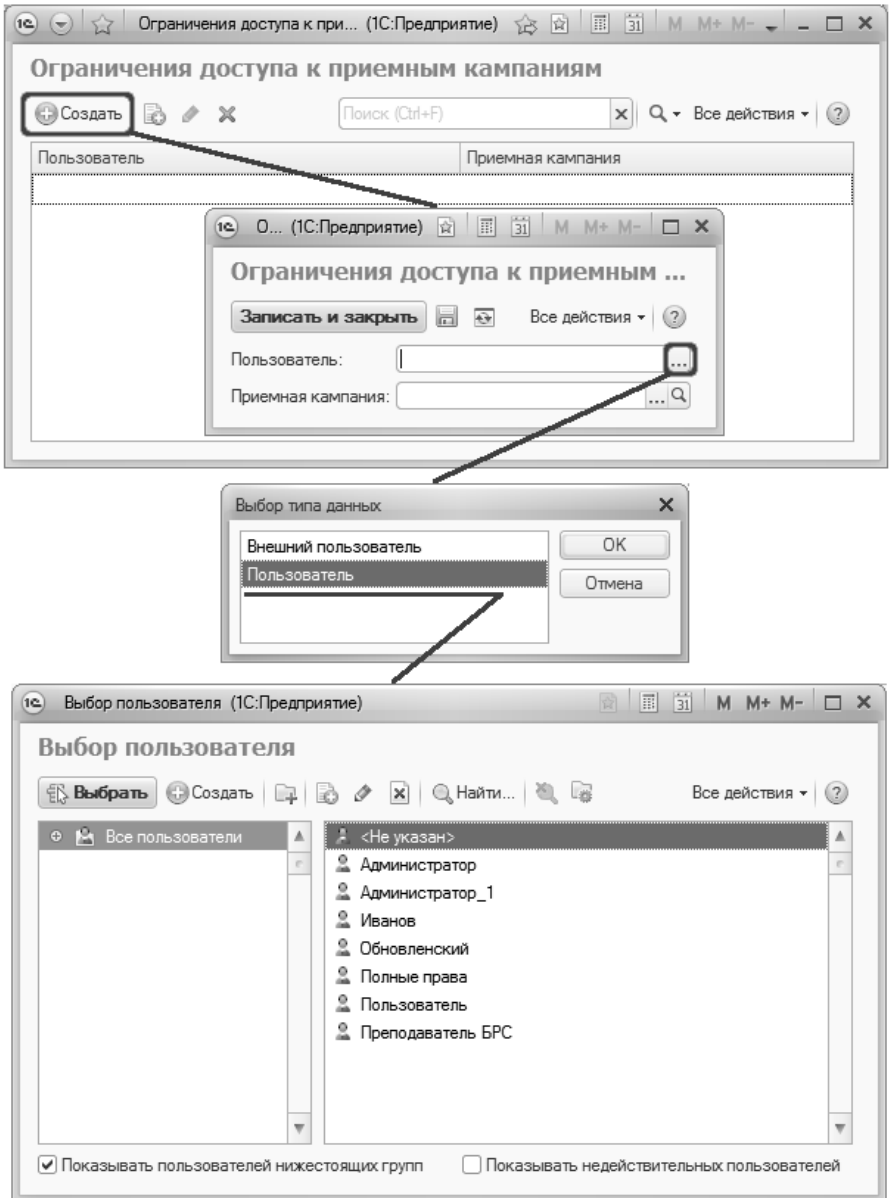 Ограничения доступа к при... (1С:Предприятие) 31 M M+ M-
Ограничения доступа к приемным кампаниям
Создать Поиск (Ctrl+F) Все действия ?
Пользователь Приемная кампания
О... (1С:Предприятие) 31 M M+ M-
Ограничения доступа к приемным ...
Записать и закрыть Все действия ?
Пользователь: ...
Приемная кампания: ...
Выбор типа данных
Внешний пользователь OK
Пользователь Отмена
Выбор пользователя (1С:Предприятие) 31 M M+ M-
Выбор пользователя
Выбрать Создать Найти... Все действия ?
Все пользователи <Не указан>
Администратор
Администратор_1
Иванов
Обновленский
Полные права
Пользователь
Преподаватель БРС
Показывать пользователей нижестоящих групп Показывать недействительных пользователей